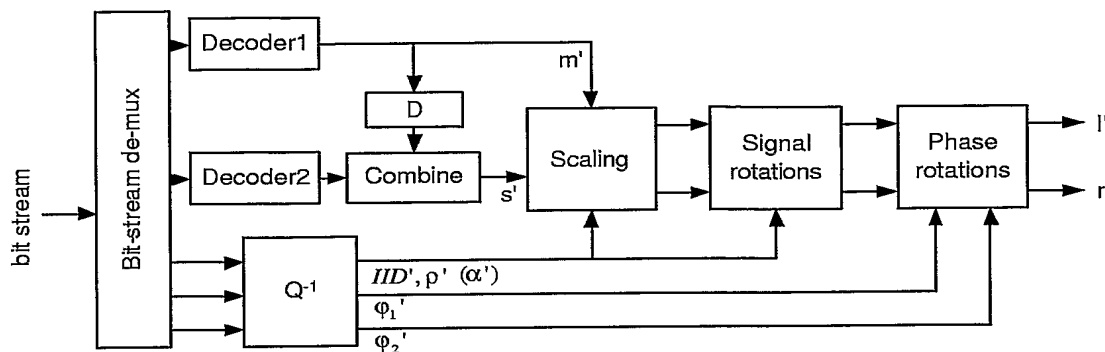 bit stream
Bit-stream de-mux
Decoder1
m'
D
Decoder2
Combine
s'
Scaling
Signal
rotations
Phase
rotations
l'
r
Q-1
IID', ρ' (α')
φ1'
φ2'